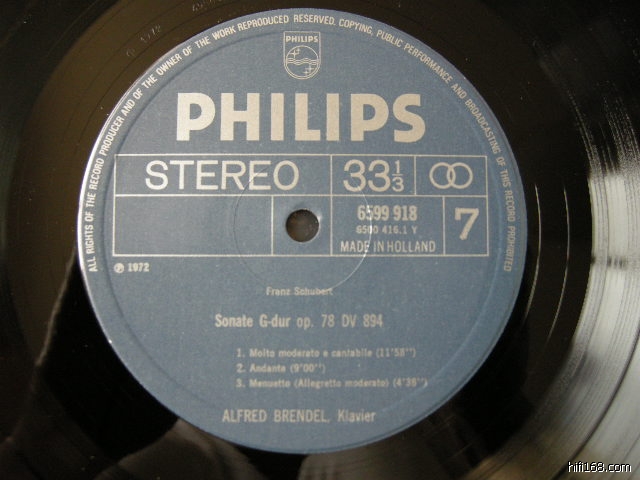 ALL RIGHTS OF THE RECORD PRODUCER AND OF THE OWNER OF THE WORK REPRODUCED RESERVED. COPYING, PUBLIC PERFORMANCE AND BROADCASTING OF THIS RECORD PROHIBITED
PHILIPS
PHILIPS
STEREO 33 1/3
6599 918
6500 416.1 Y
MADE IN HOLLAND
7
℗ 1972
Franz Schubert
Sonate G-dur op. 78 DV 894
1. Molto moderato e cantabile (11'58'')
2. Andante (9'00'')
3. Menuetto (Allegretto moderato) (4'36'')
ALFRED BRENDEL, Klavier
hifi168.com